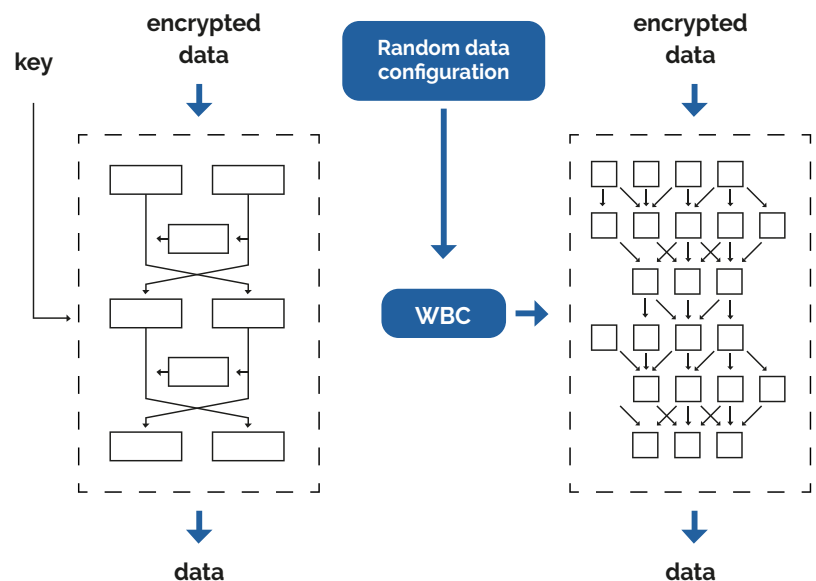 encrypted
data
key
Random data
configuration
encrypted
data
WBC
data
data